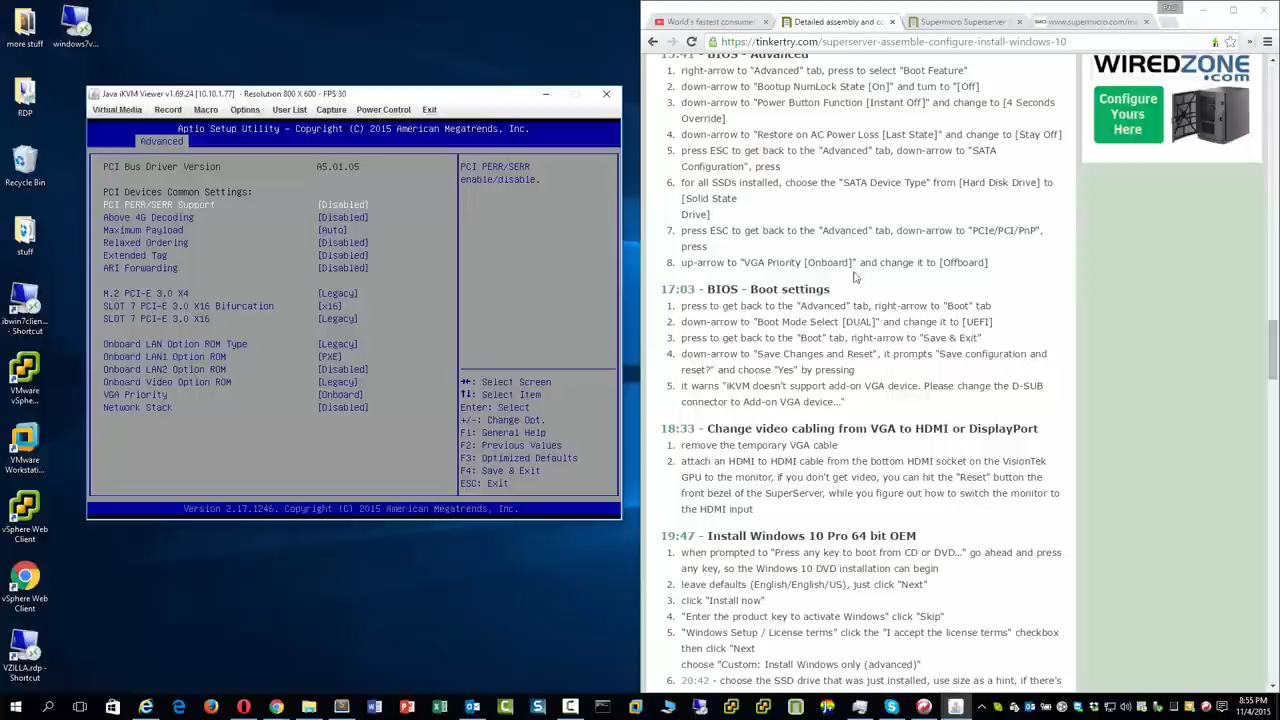 more stuff
windows7v...
RDP
Recycle Bin
stuff
ibwin7clien...
- Shortcut
VMware
vSphe...
VMware
Workstati...
vSphere Web
Client
vSphere Web
Client
VZILLA.rdp -
Shortcut
Java iKVM Viewer v1.69.24 [10.10.1.77] - Resolution 800 X 600 - FPS 30
Virtual Media Record Macro Options User List Capture Power Control Exit
Aptio Setup Utility – Copyright (C) 2015 American Megatrends, Inc.
Advanced
PCI Bus Driver Version A5.01.05
PCI Devices Common Settings:
PCI PERR/SERR Support [Disabled]
Above 4G Decoding [Disabled]
Maximum Payload [Auto]
Relaxed Ordering [Disabled]
Extended Tag [Disabled]
ARI Forwarding [Disabled]
M.2 PCI-E 3.0 X4 [Legacy]
SLOT 7 PCI-E 3.0 X16 Bifurcation [x16]
SLOT 7 PCI-E 3.0 X16 [Legacy]
Onboard LAN Option ROM Type [Legacy]
Onboard LAN1 Option ROM [PXE]
Onboard LAN2 Option ROM [Disabled]
Onboard Video Option ROM [Legacy]
VGA Priority [Onboard]
Network Stack [Disabled]
PCI PERR/SERR
enable/disable.
: Select Screen
: Select Item
Enter: Select
+/-: Change Opt.
F1: General Help
F2: Previous Values
F3: Optimized Defaults
F4: Save & Exit
ESC: Exit
Version 2.17.1246. Copyright (C) 2015 American Megatrends, Inc.
Paul
World's fastest consume
Detailed assembly and co
Supermicro Superserver
www.supermicro.com/m
https://tinkertry.com/superserver-assemble-configure-install-windows-10
15:41 - BIOS - Advanced
1. right-arrow to "Advanced" tab, press to select "Boot Feature"
2. down-arrow to "Bootup NumLock State [On] and turn to "[Off]
3. down-arrow to "Power Button Function [Instant Off]" and change to [4 Seconds
Override]
4. down-arrow to "Restore on AC Power Loss [Last State]" and change to [Stay Off]
5. press ESC to get back to the "Advanced" tab, down-arrow to "SATA
Configuration", press
6. for all SSDs installed, choose the "SATA Device Type" from [Hard Disk Drive] to
[Solid State
Drive]
7. press ESC to get back to the "Advanced" tab, down-arrow to "PCIe/PCI/PnP",
press
8. up-arrow to "VGA Priority [Onboard]" and change it to [Offboard]
17:03 - BIOS - Boot settings
1. press to get back to the "Advanced" tab, right-arrow to "Boot" tab
2. down-arrow to "Boot Mode Select [DUAL]" and change it to [UEFI]
3. press to get back to the "Boot" tab, right-arrow to "Save & Exit"
4. down-arrow to "Save Changes and Reset", it prompts "Save configuration and
reset?" and choose "Yes" by pressing
5. it warns "iKVM doesn't support add-on VGA device. Please change the D-SUB
connector to Add-on VGA device..."
18:33 - Change video cabling from VGA to HDMI or DisplayPort
1. remove the temporary VGA cable
2. attach an HDMI to HDMI cable from the bottom HDMI socket on the VisionTek
GPU to the monitor, if you don't get video, you can hit the "Reset" button the
front bezel of the SuperServer, while you figure out how to switch the monitor to
the HDMI input
19:47 - Install Windows 10 Pro 64 bit OEM
1. when prompted to "Press any key to boot from CD or DVD..." go ahead and press
any key, so the Windows 10 DVD installation can begin
2. leave defaults (English/English/US), just click "Next"
3. click "Install now"
4. "Enter the product key to activate Windows" click "Skip"
5. "Windows Setup / License terms" click the "I accept the license terms" checkbox
then click "Next
choose "Custom: Install Windows only (advanced)"
6. 20:42 - choose the SSD drive that was just installed, use size as a hint, if there's
WIREDZONE
.com
Configure
Yours
Here
8:55 PM
11/4/2015